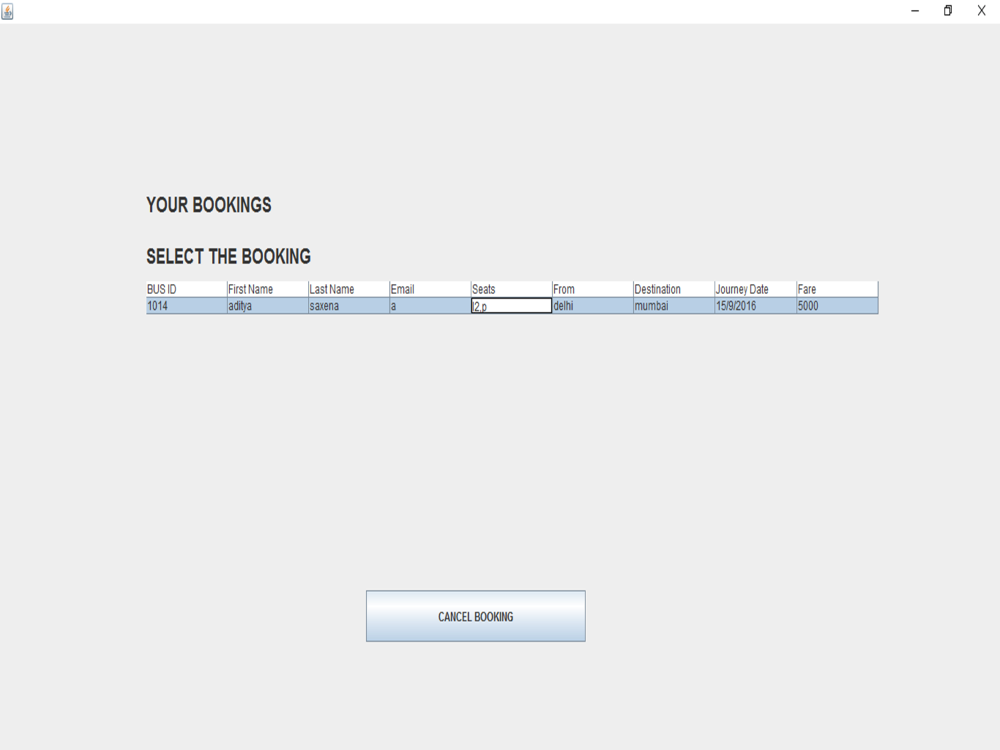 YOUR BOOKINGS
SELECT THE BOOKING
BUS ID First Name Last Name Email Seats From Destination Journey Date Fare
1014 aditya saxena a l2,p delhi mumbai 15/9/2016 5000
CANCEL BOOKING